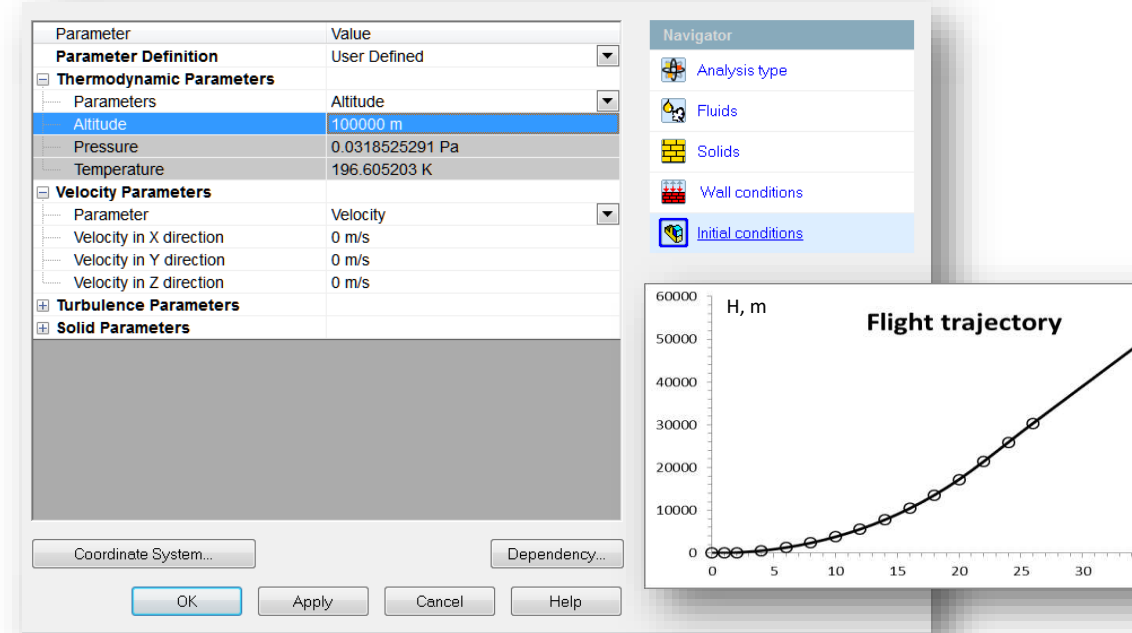 Parameter Value
Parameter Definition User Defined
Thermodynamic Parameters
Parameters Altitude
Altitude 100000 m
Pressure 0.0318525291 Pa
Temperature 196.605203 K
Velocity Parameters
Parameter Velocity
Velocity in X direction 0 m/s
Velocity in Y direction 0 m/s
Velocity in Z direction 0 m/s
Turbulence Parameters
Solid Parameters
Coordinate System...
Dependency...
OK Apply Cancel Help
Navigator
Analysis type
Fluids
Solids
Wall conditions
Initial conditions
H, m
Flight trajectory
60000
50000
40000
30000
20000
10000
0
0 5 10 15 20 25 30